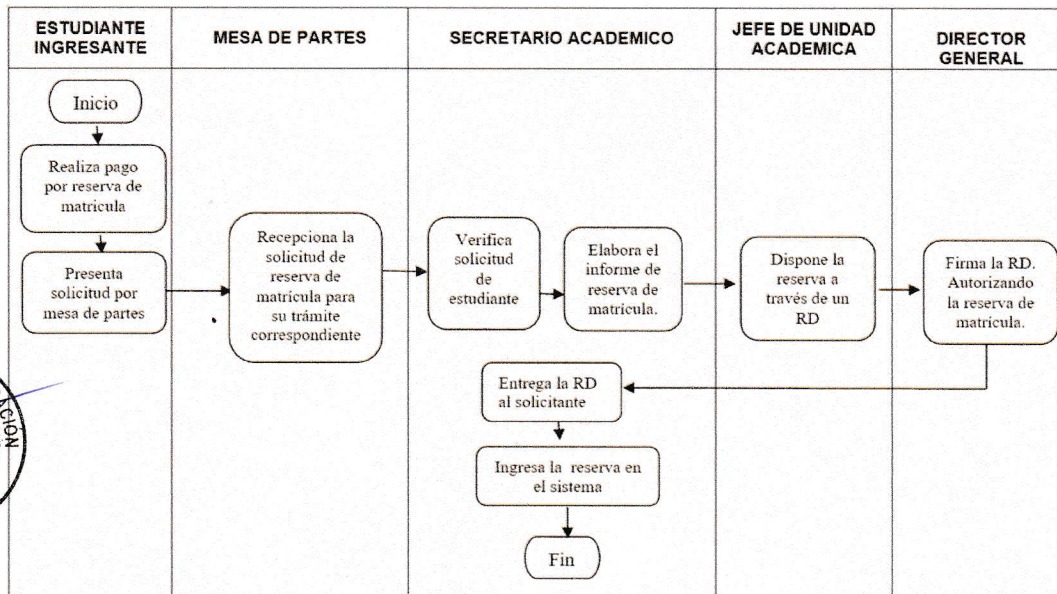 ESTUDIANTE
INGRESANTE
MESA DE PARTES
SECRETARIO ACADEMICO
JEFE DE UNIDAD
ACADEMICA
DIRECTOR
GENERAL
Inicio
Realiza pago
por reserva de
matricula
Presenta
solicitud por
mesa de partes
Recepciona la
solicitud de
reserva de
matrícula para
su trámite
correspondiente
Verifica
solicitud
de
estudiante
Elabora el
informe de
reserva de
matrícula.
Dispone la
reserva a
través de un
RD
Firma la RD.
Autorizando
la reserva de
matrícula.
Entrega la RD
al solicitante
Ingresa la reserva en
el sistema
Fin